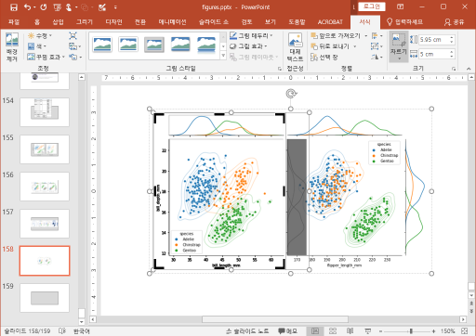 figures.pptx - PowerPoint
로그인
파일 홈 삽입 그리기 디자인 전환 애니메이션 슬라이드 쇼 검토 보기 도움말 ACROBAT 서식 입력하세요 공유
배경 제거
수정
색
꾸밈 효과
조정
그림 스타일
그림 테두리
그림 효과
대체 텍스트
접근성
앞으로 가져오기
뒤로 보내기
선택 창
정렬
자르기
5.95 cm
5 cm
크기
154
155
156
157
158
159
species
Adelie
Chinstrap
Gentoo
30 35 40 45 50 55 60
bill_length_mm
species
Adelie
Chinstrap
Gentoo
170 180 190 200 210 220 230
flipper_length_mm
슬라이드 158/159
한국어
슬라이드 노트
메모
150%